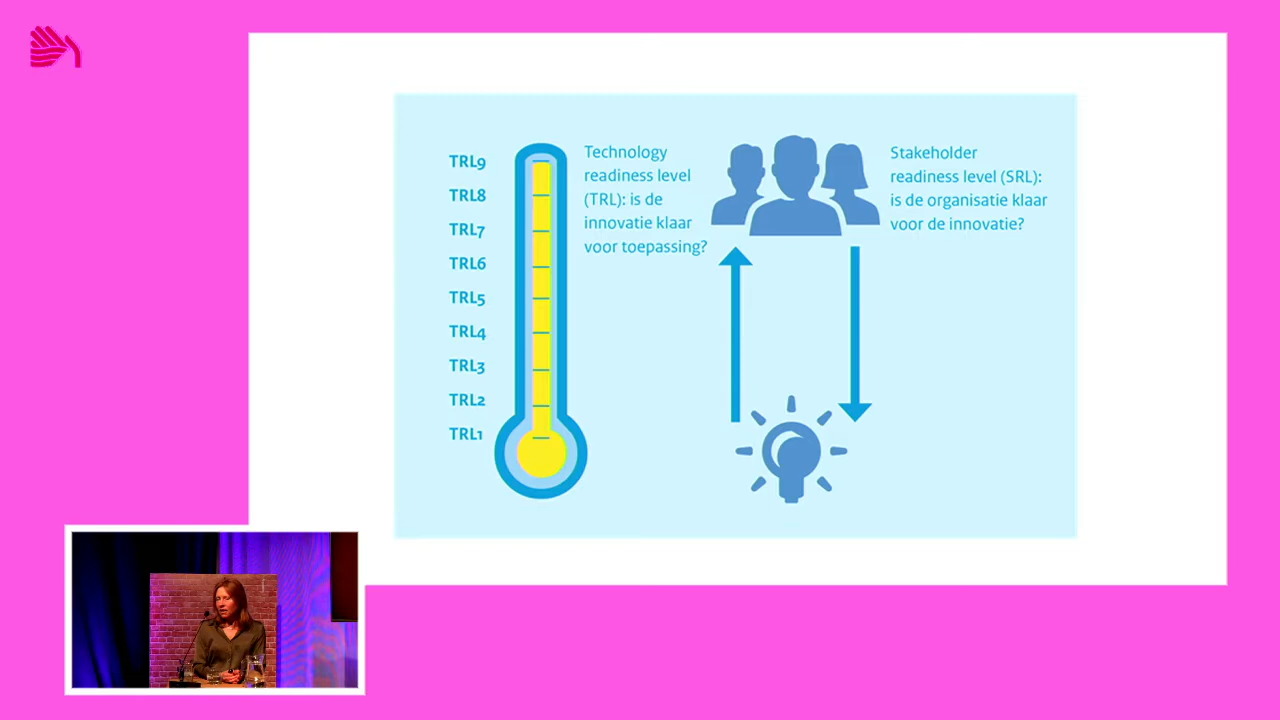 TRL9
TRL8
TRL7
TRL6
TRL5
TRL4
TRL3
TRL2
TRL1
Technology
readiness level
(TRL): is de
innovatie klaar
voor toepassing?
Stakeholder
readiness level (SRL):
is de organisatie klaar
voor de innovatie?